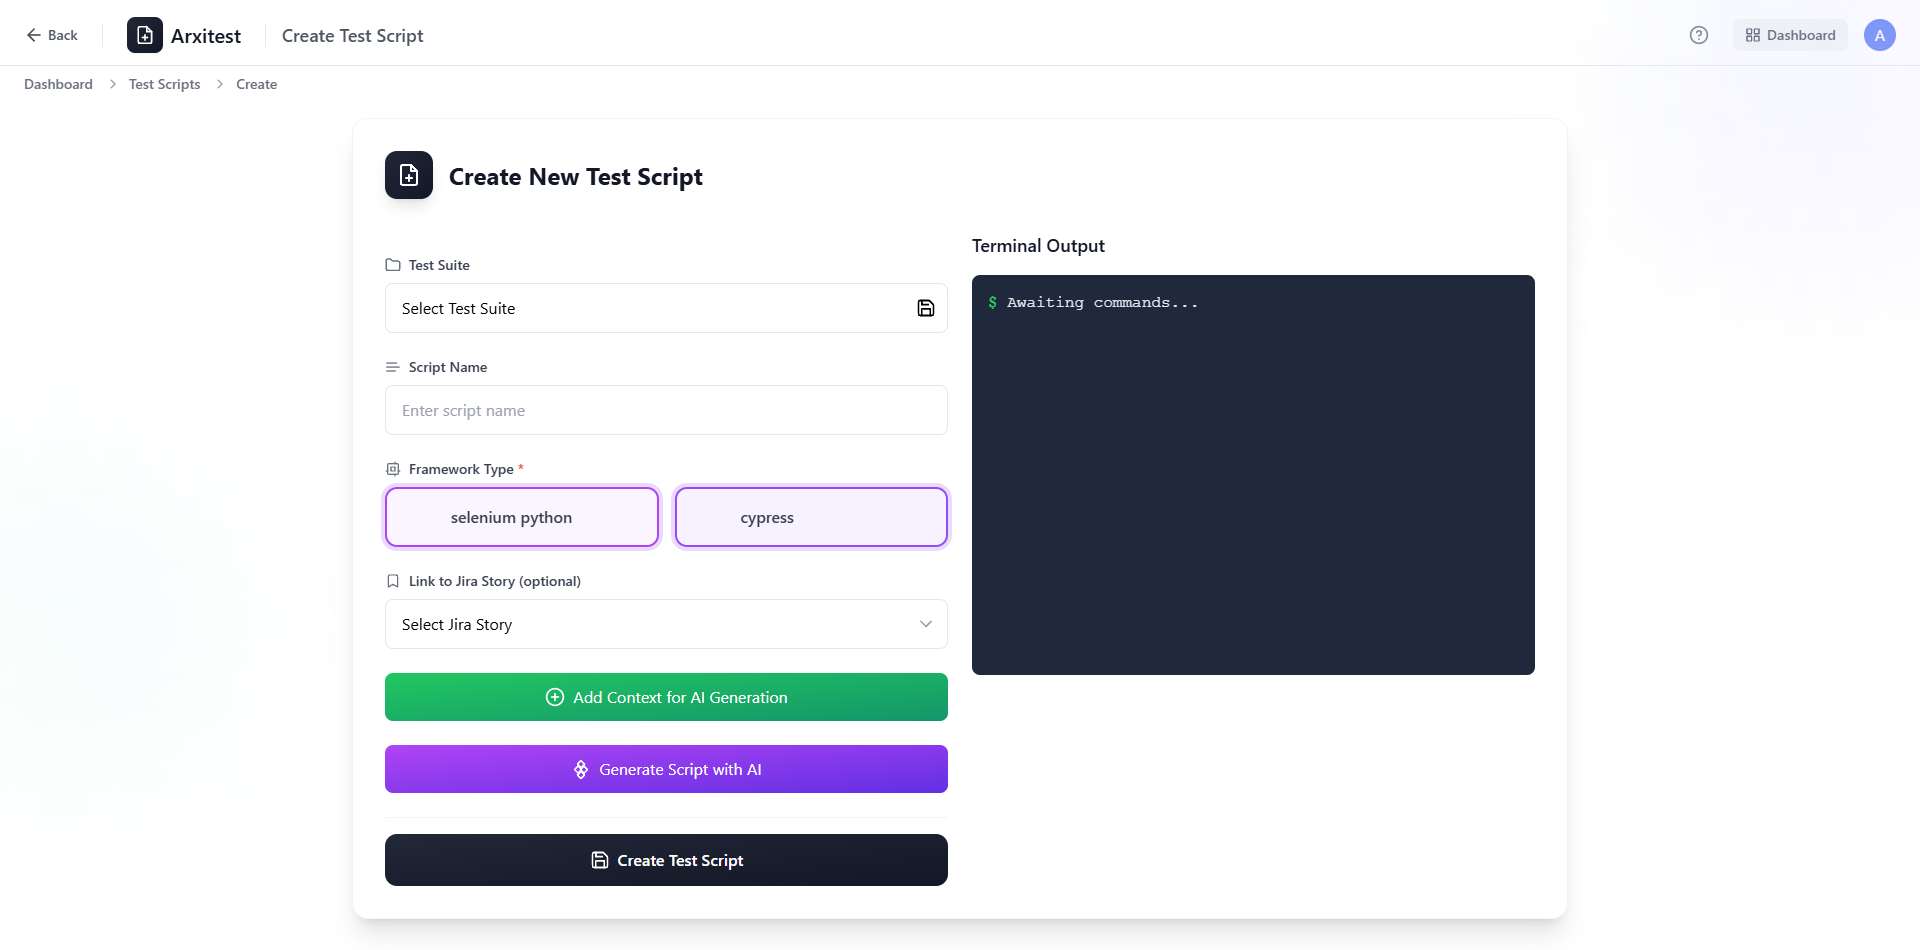 Back
Arxitest
Create Test Script
Dashboard
A
Dashboard > Test Scripts > Create
Create New Test Script
Test Suite
Select Test Suite
Script Name
Enter script name
Framework Type *
selenium python
cypress
Link to Jira Story (optional)
Select Jira Story
Add Context for AI Generation
Generate Script with AI
Create Test Script
Terminal Output
$ Awaiting commands...